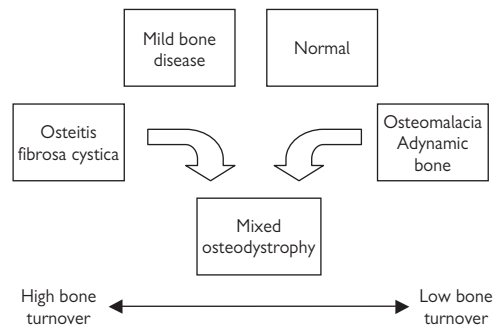 Mild bone
disease
Normal
Osteitis
fibrosa cystica
Osteomalacia
Adynamic
bone
Mixed
osteodystrophy
High bone
turnover
Low bone
turnover